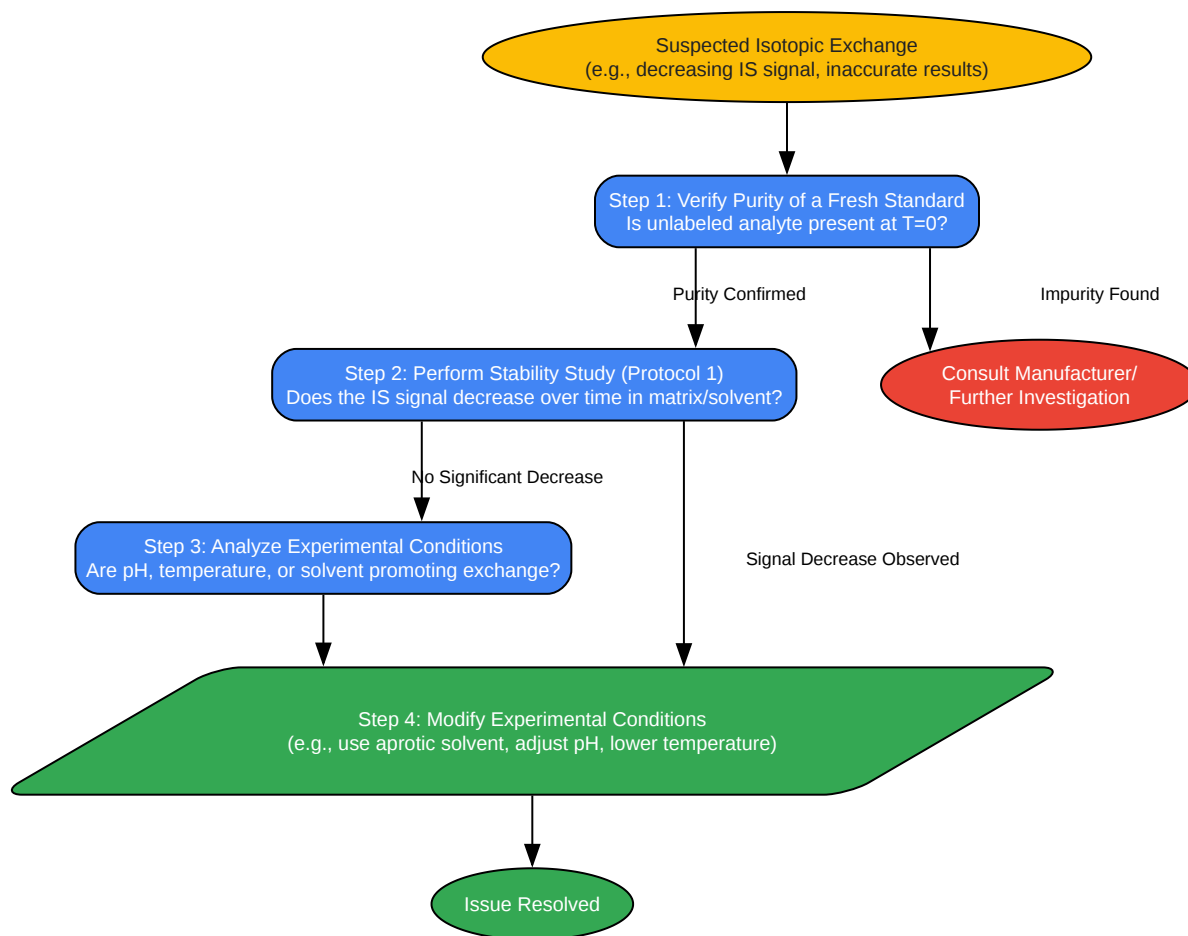 Suspected Isotopic Exchange
(e.g., decreasing IS signal, inaccurate results)
Step 1: Verify Purity of a Fresh Standard
Is unlabeled analyte present at T=0?
Purity Confirmed
Impurity Found
Step 2: Perform Stability Study (Protocol 1)
Does the IS signal decrease over time in matrix/solvent?
Consult Manufacturer/
Further Investigation
No Significant Decrease
Step 3: Analyze Experimental Conditions
Are pH, temperature, or solvent promoting exchange?
Signal Decrease Observed
Step 4: Modify Experimental Conditions
(e.g., use aprotic solvent, adjust pH, lower temperature)
Issue Resolved